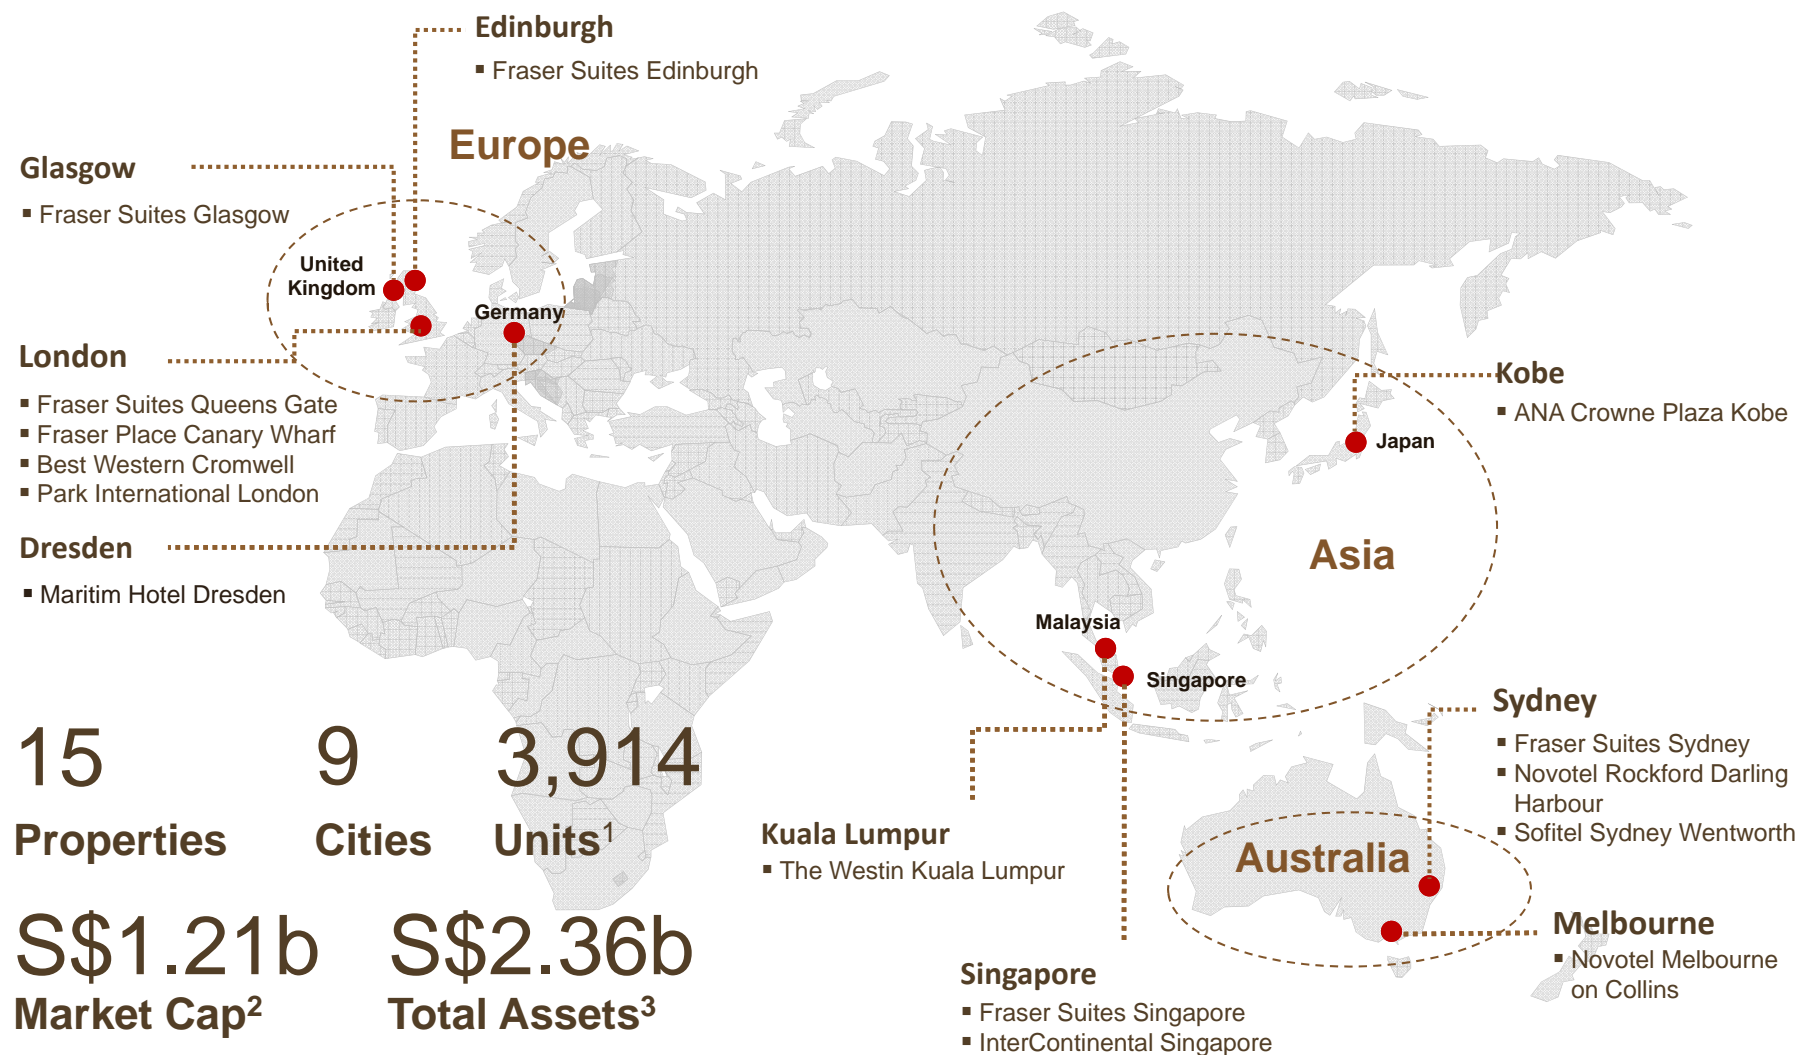 Edinburgh
▪ Fraser Suites Edinburgh
Europe
Glasgow
▪ Fraser Suites Glasgow
United
Kingdom
Germany
London
▪ Fraser Suites Queens Gate
▪ Fraser Place Canary Wharf
▪ Best Western Cromwell
▪ Park International London
Dresden
▪ Maritim Hotel Dresden
Kobe
▪ ANA Crowne Plaza Kobe
Japan
Asia
Malaysia
Singapore
Sydney
▪ Fraser Suites Sydney
▪ Novotel Rockford Darling
Harbour
▪ Sofitel Sydney Wentworth
Australia
Melbourne
▪ Novotel Melbourne
on Collins
Kuala Lumpur
▪ The Westin Kuala Lumpur
Singapore
▪ Fraser Suites Singapore
▪ InterContinental Singapore
15
Properties
9
Cities
3,914
Units¹
S$1.21b
Market Cap²
S$2.36b
Total Assets³